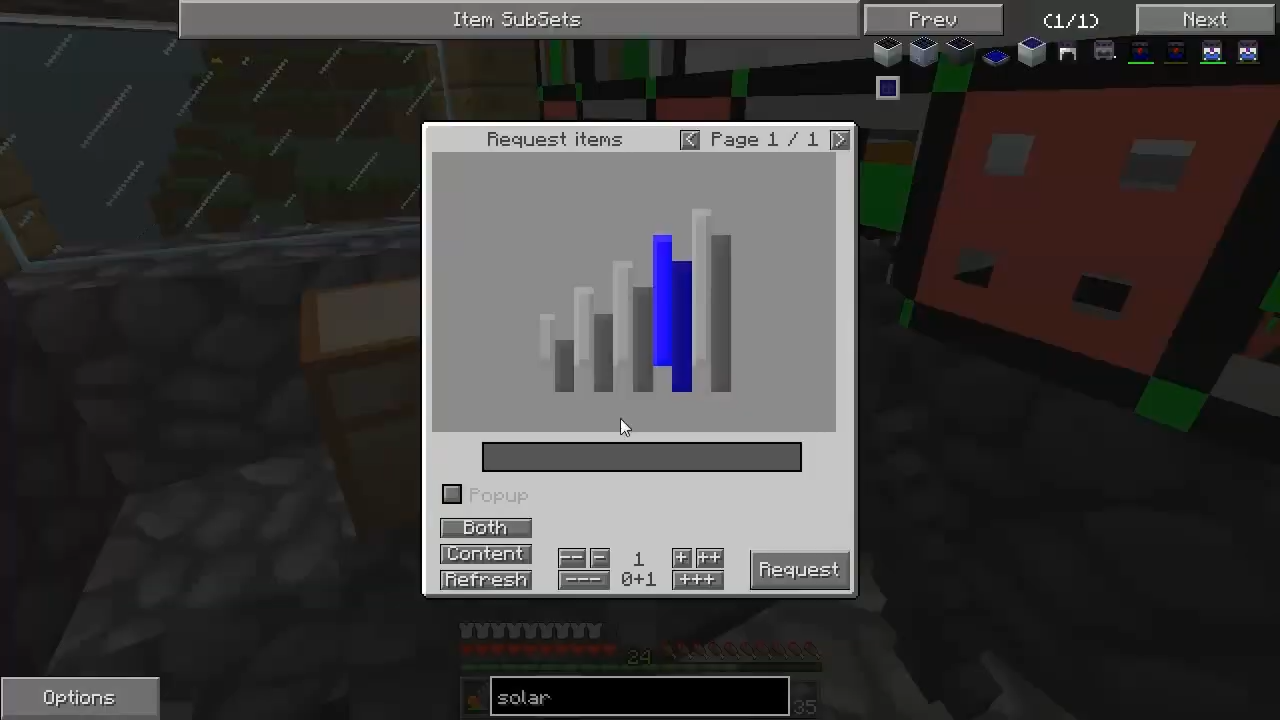 Item SubSets
Prev
(1/1)
Next
Request items
<
Page 1 / 1
>
Popup
Both
Content
Refresh
--
-
1
+
++
---
0+1
+++
Request
24
Options
solar
35